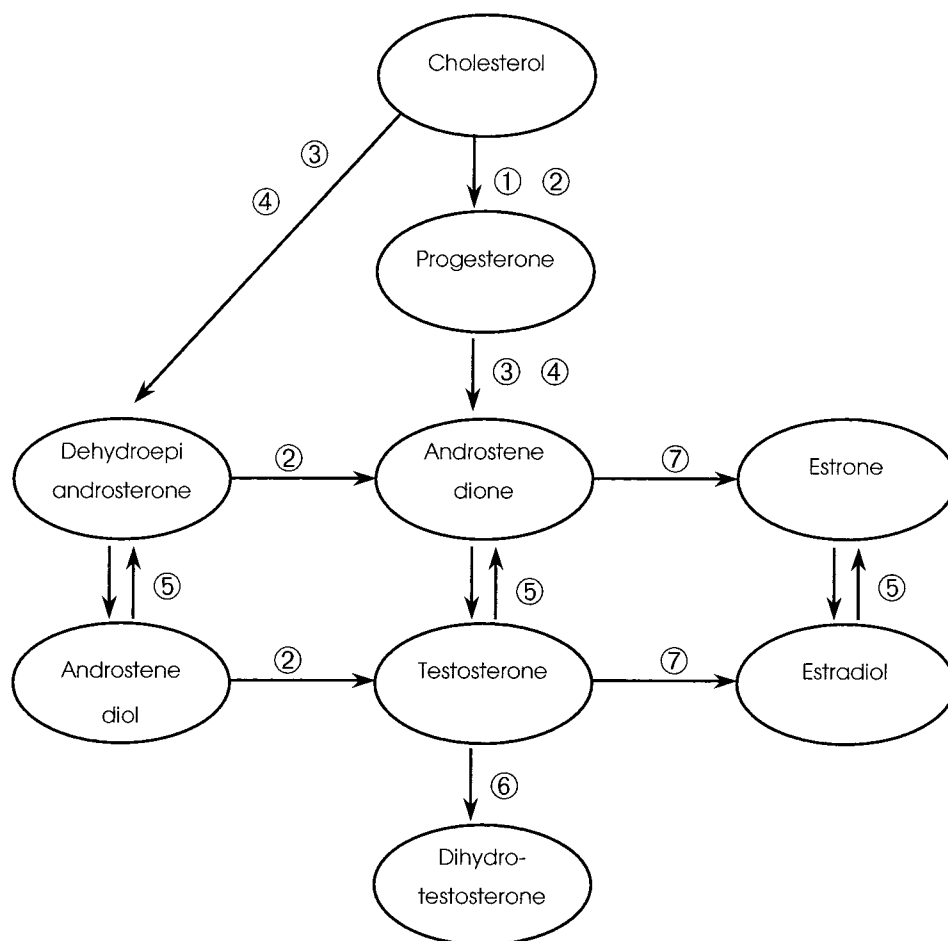 Cholesterol
③
④
① ②
Progesterone
③ ④
Dehydroepi
androsterone
②
Androstene
dione
⑦
Estrone
⑤
⑤
⑤
Androstene
diol
②
Testosterone
⑦
Estradiol
⑥
Dihydro-
testosterone